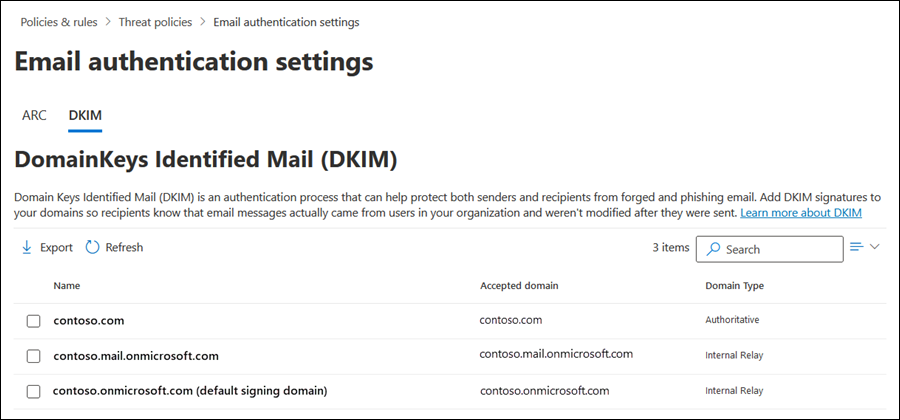 Policies & rules > Threat policies > Email authentication settings
Email authentication settings
ARC DKIM
DomainKeys Identified Mail (DKIM)
Domain Keys Identified Mail (DKIM) is an authentication process that can help protect both senders and recipients from forged and phishing email. Add DKIM signatures to
your domains so recipients know that email messages actually came from users in your organization and weren't modified after they were sent. Learn more about DKIM
Export Refresh 3 items Search
Name Accepted domain Domain Type
contoso.com contoso.com Authoritative
contoso.mail.onmicrosoft.com contoso.mail.onmicrosoft.com Internal Relay
contoso.onmicrosoft.com (default signing domain) contoso.onmicrosoft.com Internal Relay